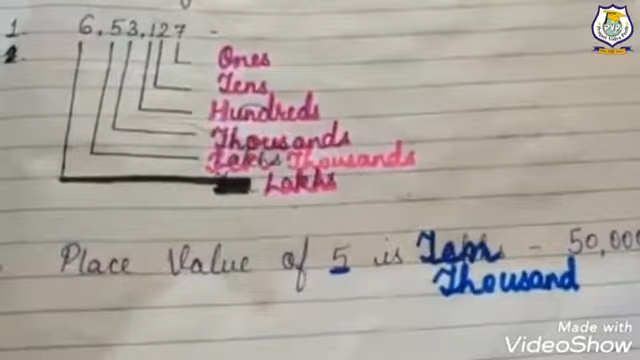 1. 6,53,127 -
2.
Ones
Tens
Hundreds
Thousands
Thousands
Lakhs
Place Value of 5 is Ten - 50,000
Thousand
Made with
VideoShow